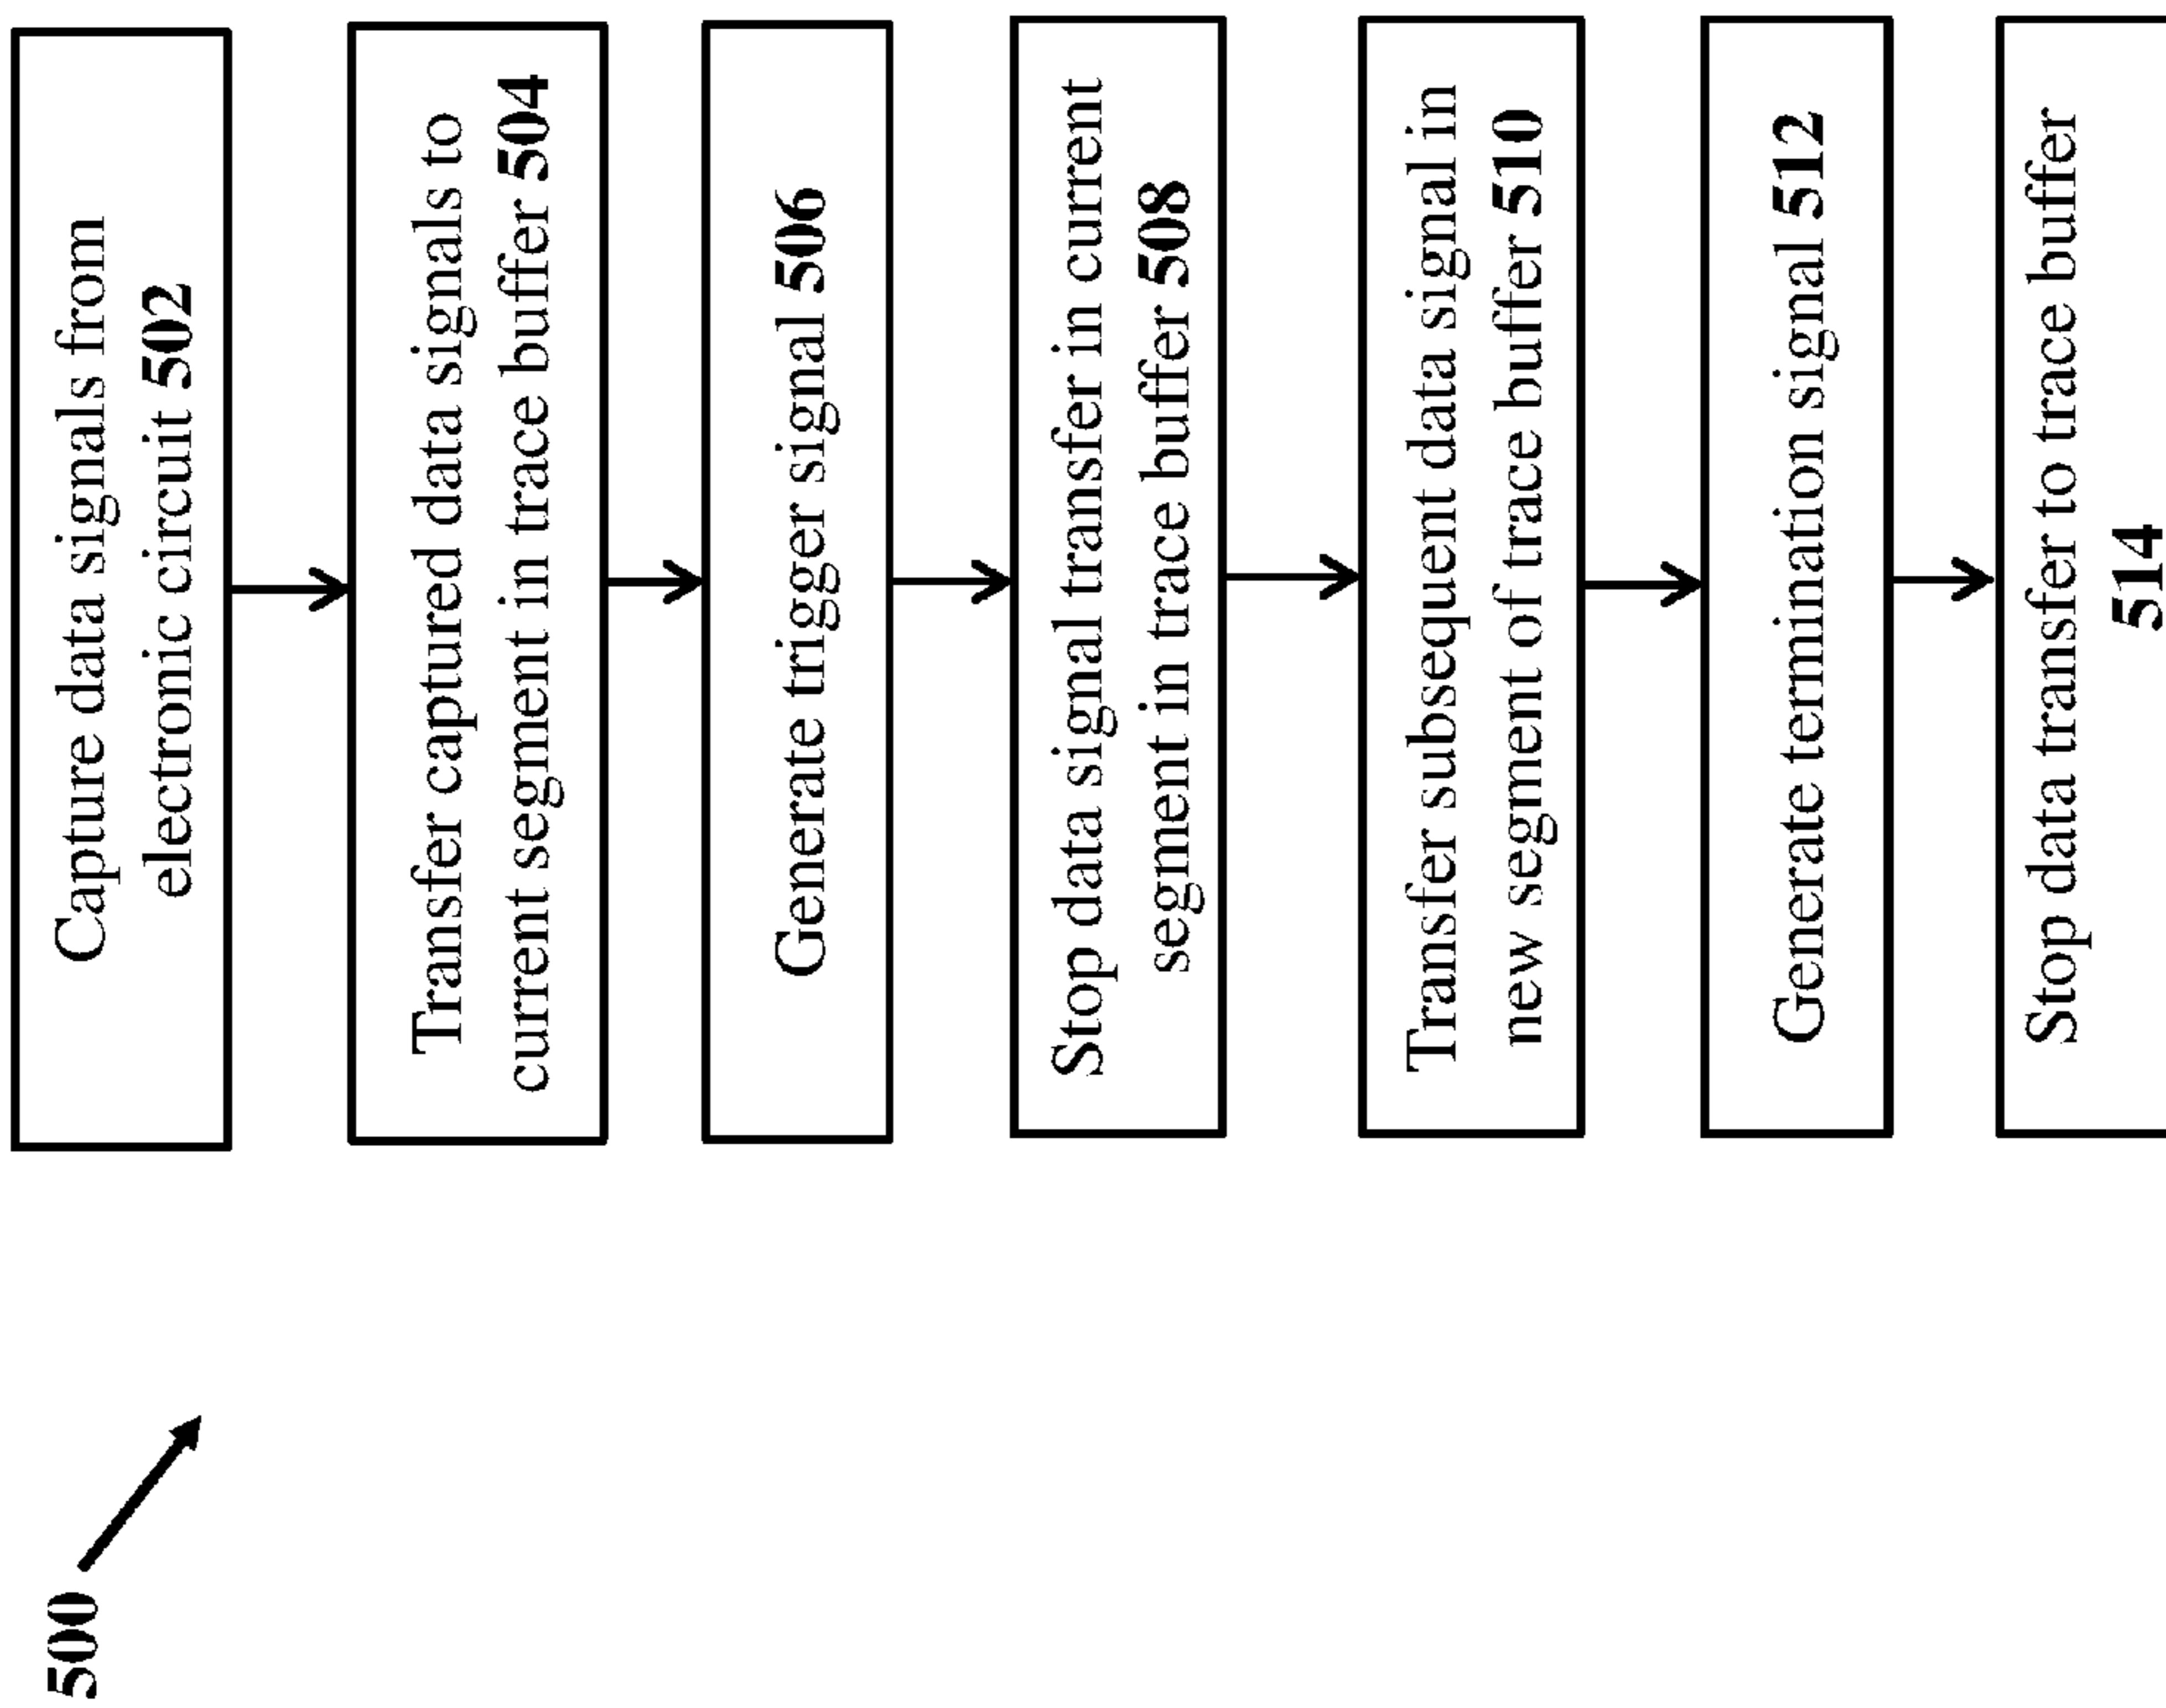 500
Capture data signals from
electronic circuit 502
Transfer captured data signals to
current segment in trace buffer 504
Generate trigger signal 506
Stop data signal transfer in current
segment in trace buffer 508
Transfer subsequent data signal in
new segment of trace buffer 510
Generate termination signal 512
Stop data transfer to trace buffer
514